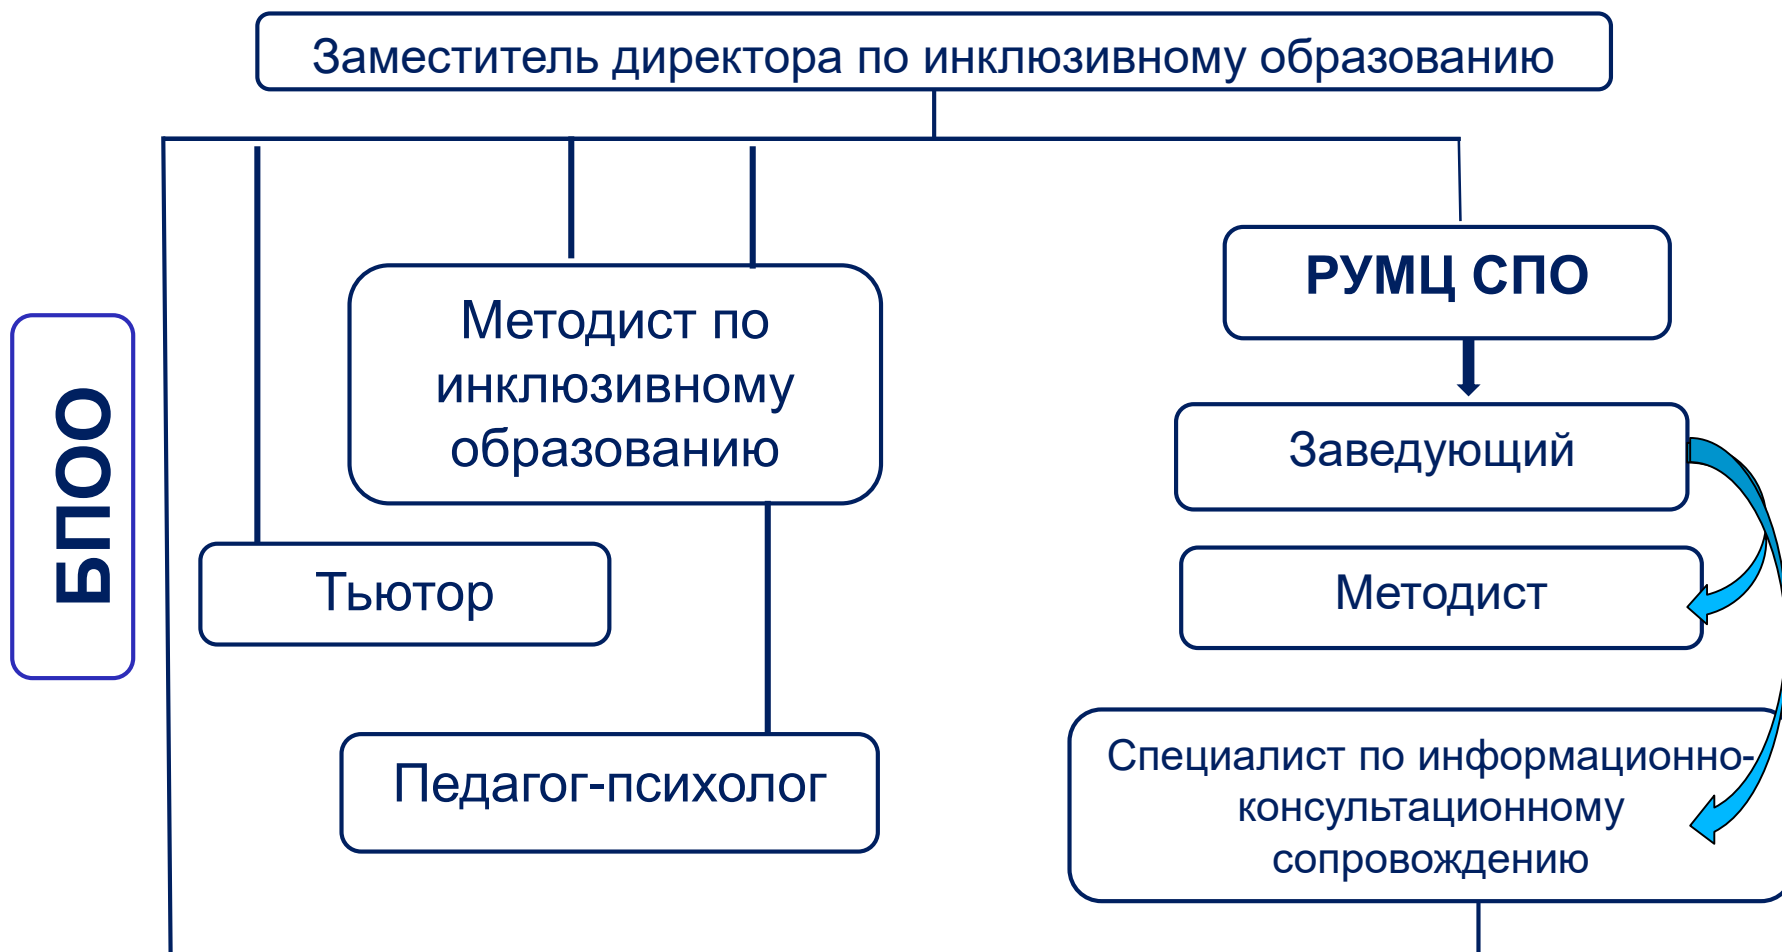 Заместитель директора по инклюзивному образованию
БПОО
Методист по
инклюзивному
образованию
Тьютор
Педагог-психолог
РУМЦ СПО
Заведующий
Методист
Специалист по информационно-
консультационному
сопровождению